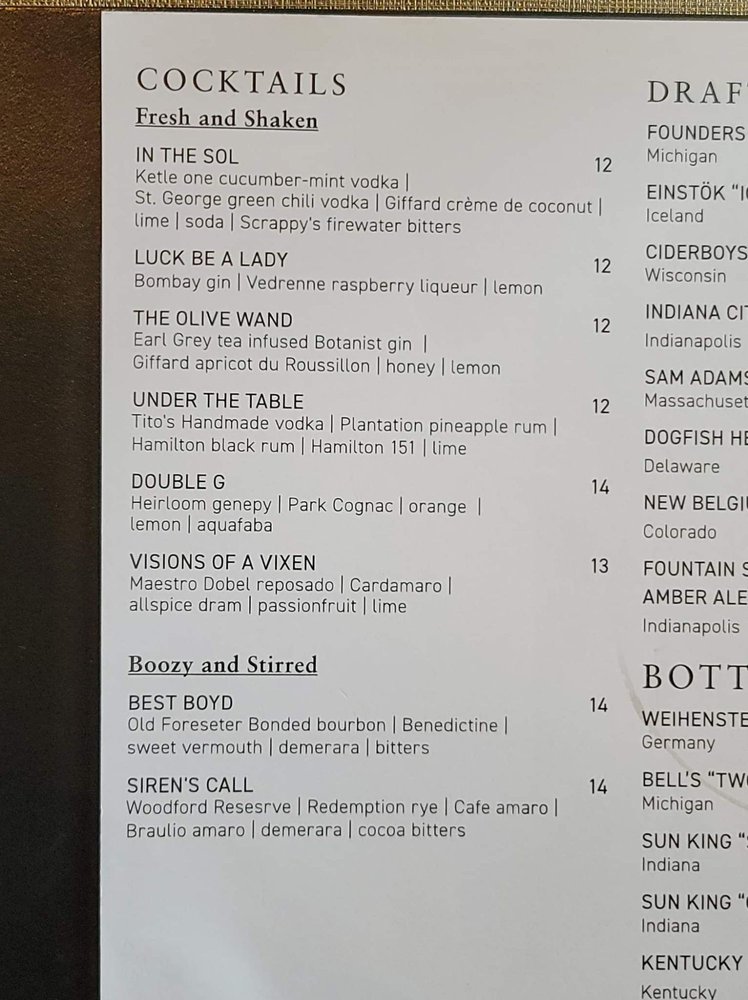 COCKTAILS
Fresh and Shaken
IN THE SOL 12
Ketle one cucumber-mint vodka |
St. George green chili vodka | Giffard crème de coconut |
lime | soda | Scrappy's firewater bitters
LUCK BE A LADY 12
Bombay gin | Vedrenne raspberry liqueur | lemon
THE OLIVE WAND 12
Earl Grey tea infused Botanist gin |
Giffard apricot du Roussillon | honey | lemon
UNDER THE TABLE 12
Tito's Handmade vodka | Plantation pineapple rum |
Hamilton black rum | Hamilton 151 | lime
DOUBLE G 14
Heirloom genepy | Park Cognac | orange |
lemon | aquafaba
VISIONS OF A VIXEN 13
Maestro Dobel reposado | Cardamaro |
allspice dram | passionfruit | lime
Boozy and Stirred
BEST BOYD 14
Old Foreseter Bonded bourbon | Benedictine |
sweet vermouth | demerara | bitters
SIREN'S CALL 14
Woodford Resesrve | Redemption rye | Cafe amaro |
Braulio amaro | demerara | cocoa bitters
DRAF
FOUNDERS
Michigan
EINSTÖK
Iceland
CIDERBOYS
Wisconsin
INDIANA CI
Indianapolis
SAM ADAMS
Massachuset
DOGFISH HE
Delaware
NEW BELGI
Colorado
FOUNTAIN S
AMBER ALE
Indianapolis
BOTT
WEIHENSTE
Germany
BELL'S "TW
Michigan
SUN KING "
Indiana
SUN KING "
Indiana
KENTUCKY
Kentucky